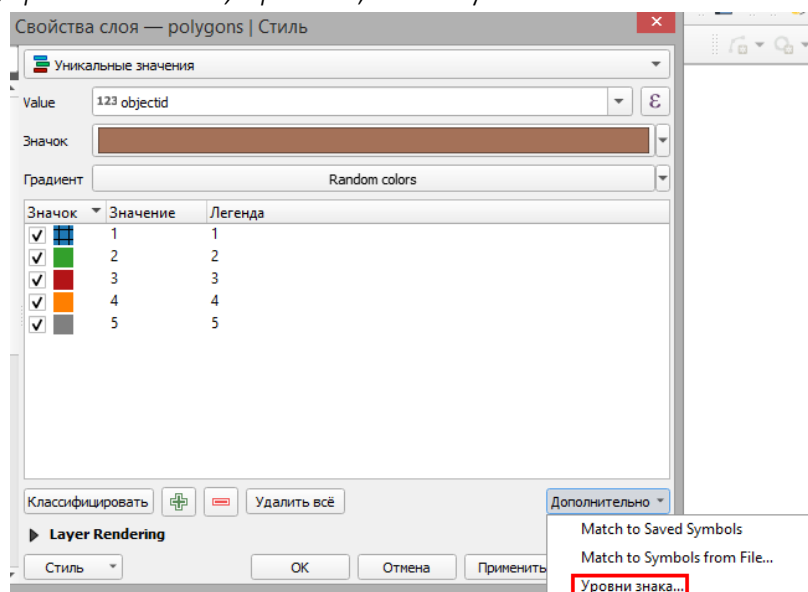 Свойства слоя — polygons | Стиль
Уникальные значения
Value 123 objectid ε
Значок
Градиент Random colors
Значок Значение Легенда
1 1
2 2
3 3
4 4
5 5
Классифицировать Удалить всё Дополнительно
Layer Rendering
Match to Saved Symbols
Match to Symbols from File...
Стиль OK Отмена Применить
Уровни знака...